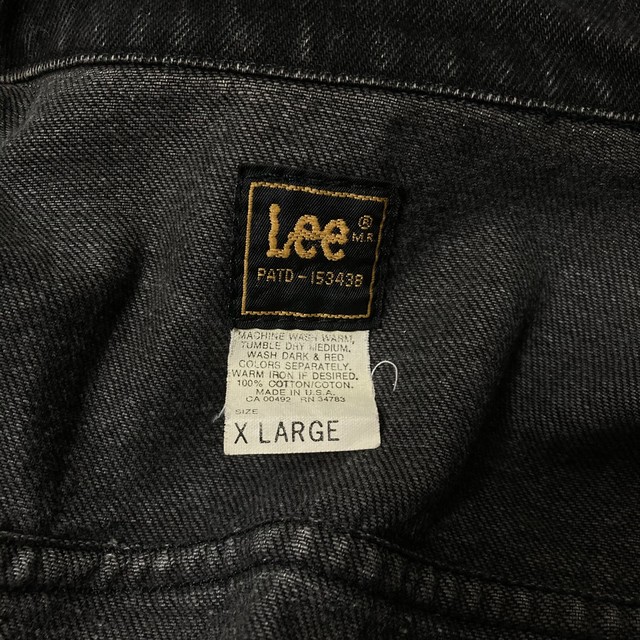 Lee ® M.R.
PATD-153438
MACHINE WASH WARM,
TUMBLE DRY MEDIUM,
WASH DARK & RED
COLORS SEPARATELY.
WARM IRON IF DESIRED.
100% COTTON/COTON.
MADE IN U.S.A.
CA 00492 RN 34783
SIZE
X LARGE